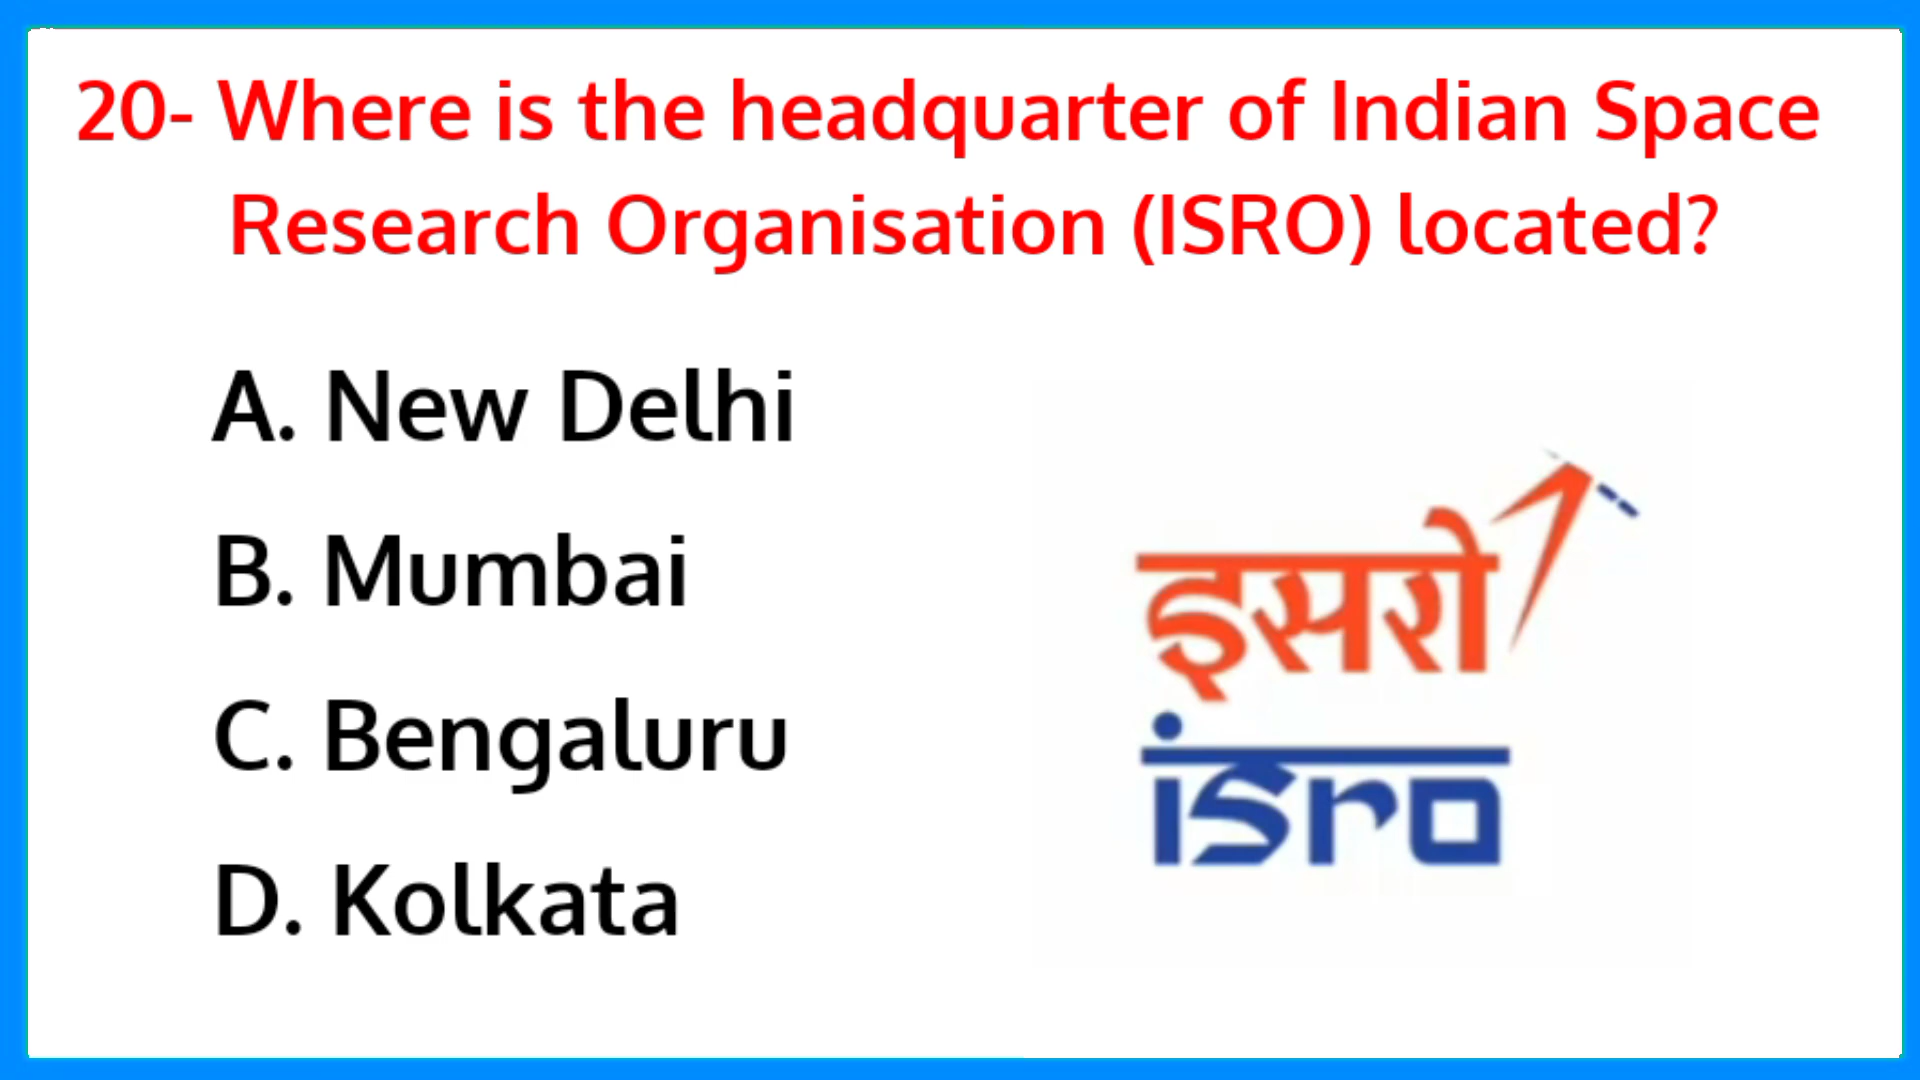 20- Where is the headquarter of Indian Space
Research Organisation (ISRO) located?
A. New Delhi
B. Mumbai
C. Bengaluru
D. Kolkata
इसरो
isro